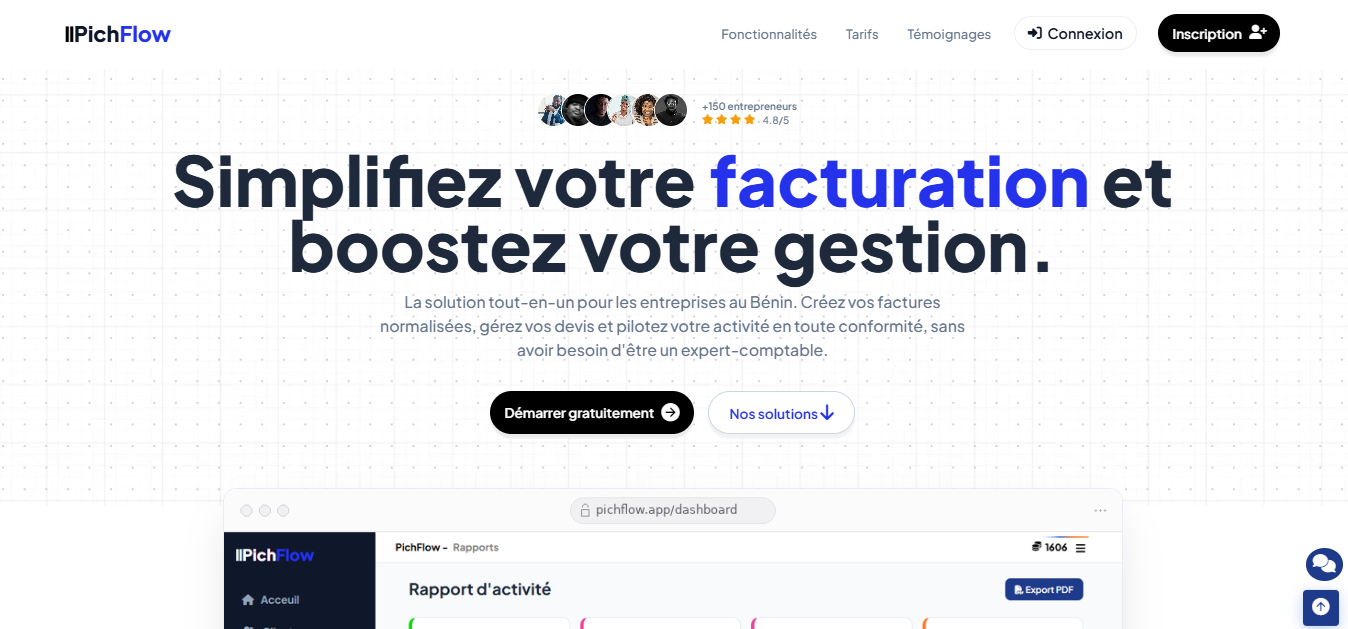 PichFlow
Fonctionnalités
Tarifs
Témoignages
Connexion
Inscription
+150 entrepreneurs
4.8/5
Simplifiez votre facturation et
boostez votre gestion.
La solution tout-en-un pour les entreprises au Bénin. Créez vos factures
normalisées, gérez vos devis et pilotez votre activité en toute conformité, sans
avoir besoin d'être un expert-comptable.
Démarrer gratuitement
Nos solutions
pichflow.app/dashboard
PichFlow
PichFlow - Rapports
1606
Rapport d'activité
Export PDF
Acceuil